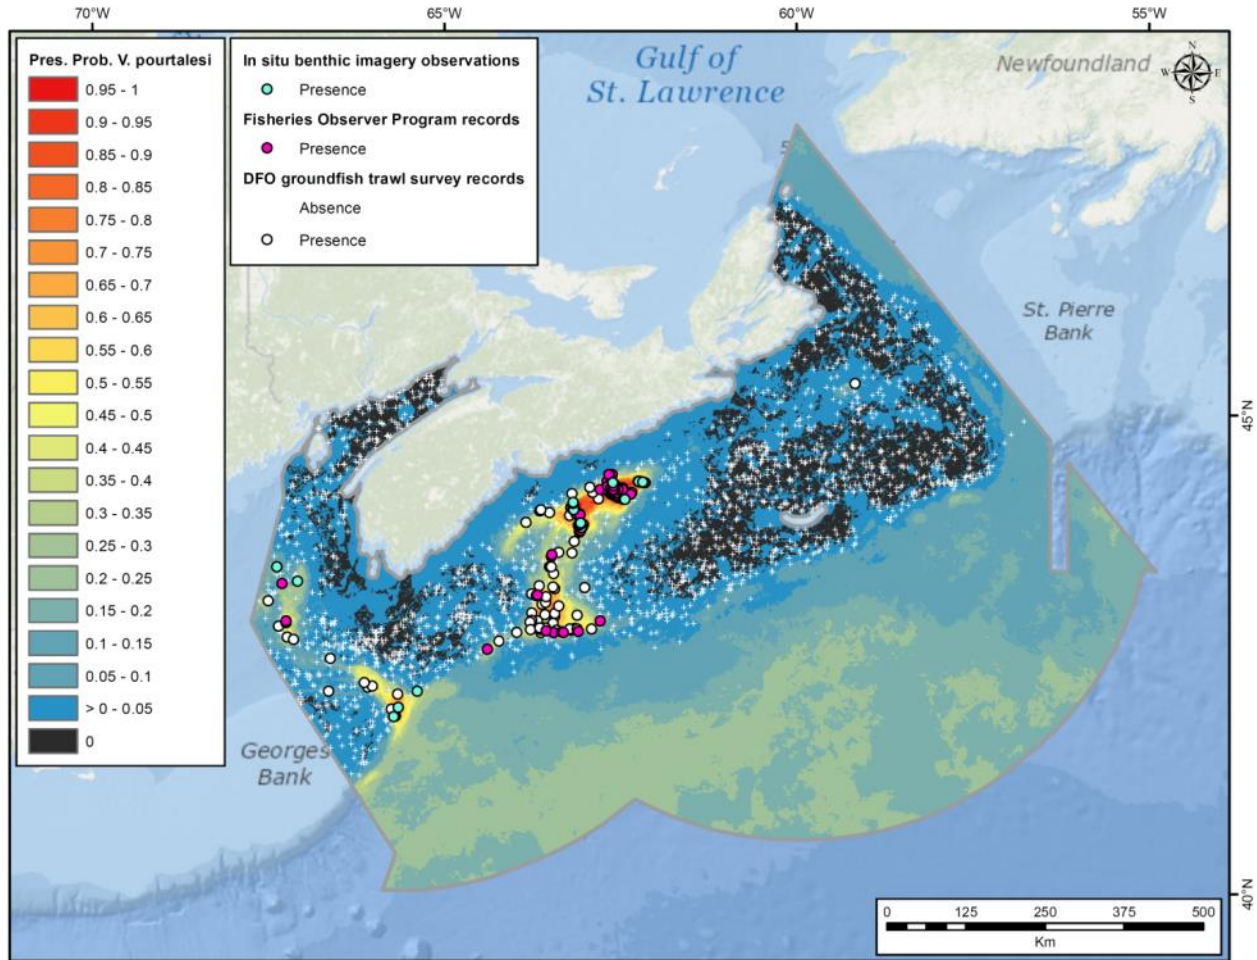 70°W
65°W
60°W
55°W
Pres. Prob. V. pourtalesi
0.95 - 1
0.9 - 0.95
0.85 - 0.9
0.8 - 0.85
0.75 - 0.8
0.7 - 0.75
0.65 - 0.7
0.6 - 0.65
0.55 - 0.6
0.5 - 0.55
0.45 - 0.5
0.4 - 0.45
0.35 - 0.4
0.3 - 0.35
0.25 - 0.3
0.2 - 0.25
0.15 - 0.2
0.1 - 0.15
0.05 - 0.1
> 0 - 0.05
0
In situ benthic imagery observations
Presence
Fisheries Observer Program records
Presence
DFO groundfish trawl survey records
Absence
Presence
Gulf of
St. Lawrence
Newfoundland
N
W E
S
St. Pierre
Bank
45°N
Georges
Bank
40°N
0 125 250 375 500
Km